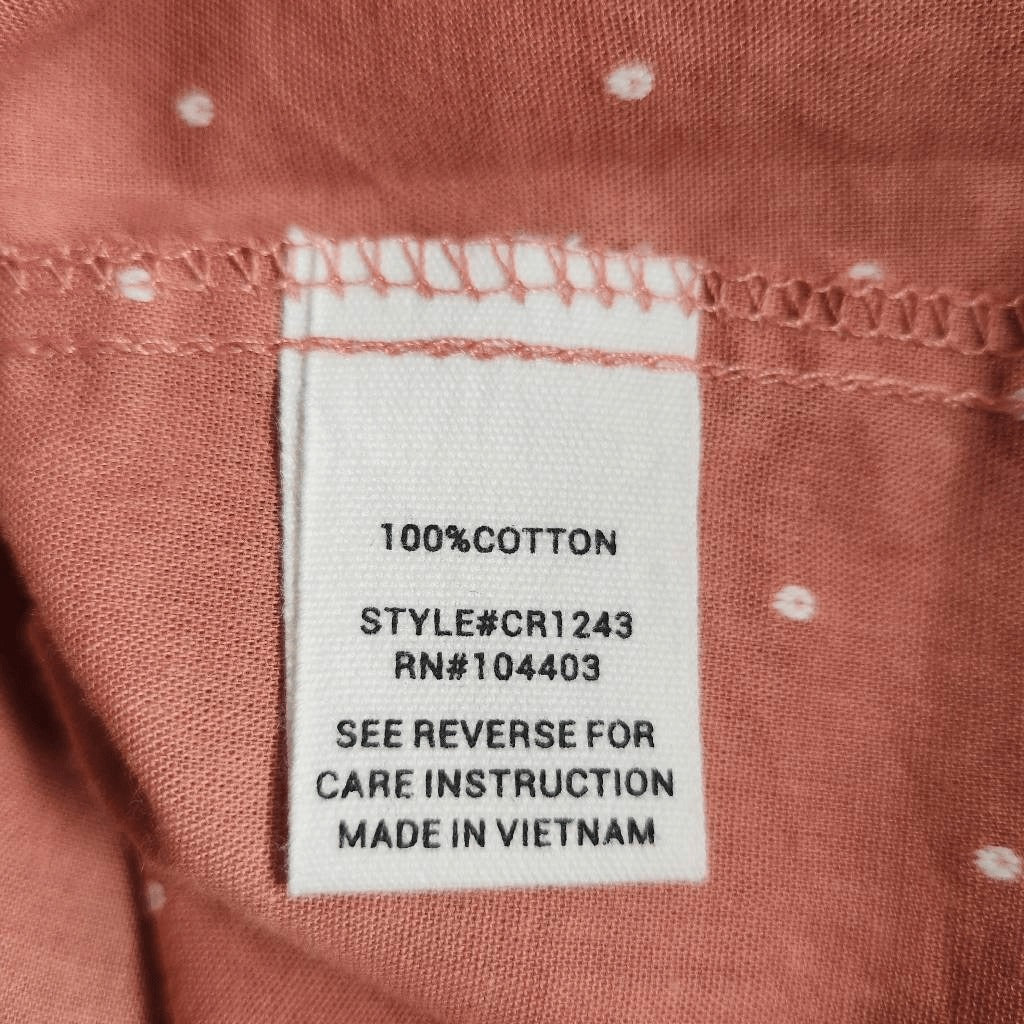 100%COTTON
STYLE#CR1243
RN#104403
SEE REVERSE FOR
CARE INSTRUCTION
MADE IN VIETNAM